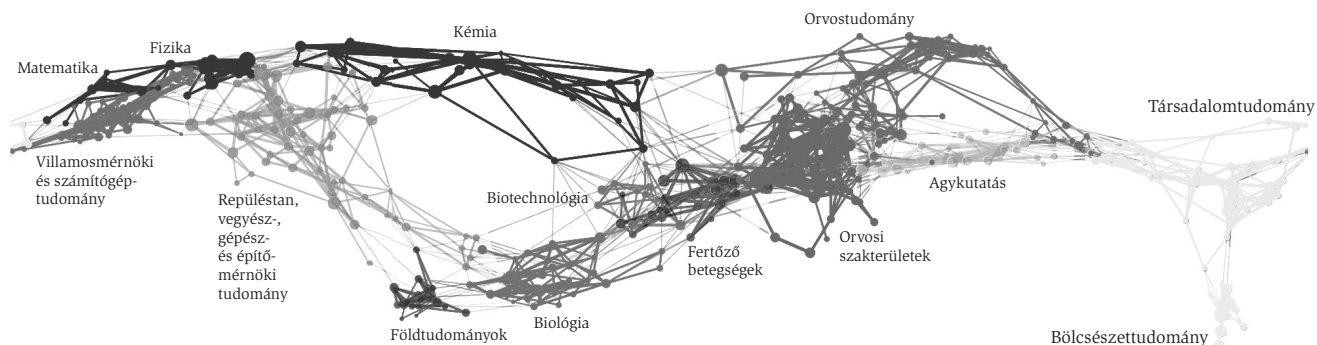 Matematika
Fizika
Kémia
Orvostudomány
Társadalomtudomány
Villamosmérnöki
és számítógép-
tudomány
Repüléstan,
vegyész-,
gépész-
és építő-
mérnöki
tudomány
Biotechnológia
Agykutatás
Fertőző
betegségek
Orvosi
szakterületek
Földtudományok
Biológia
Bölcsészettudomány